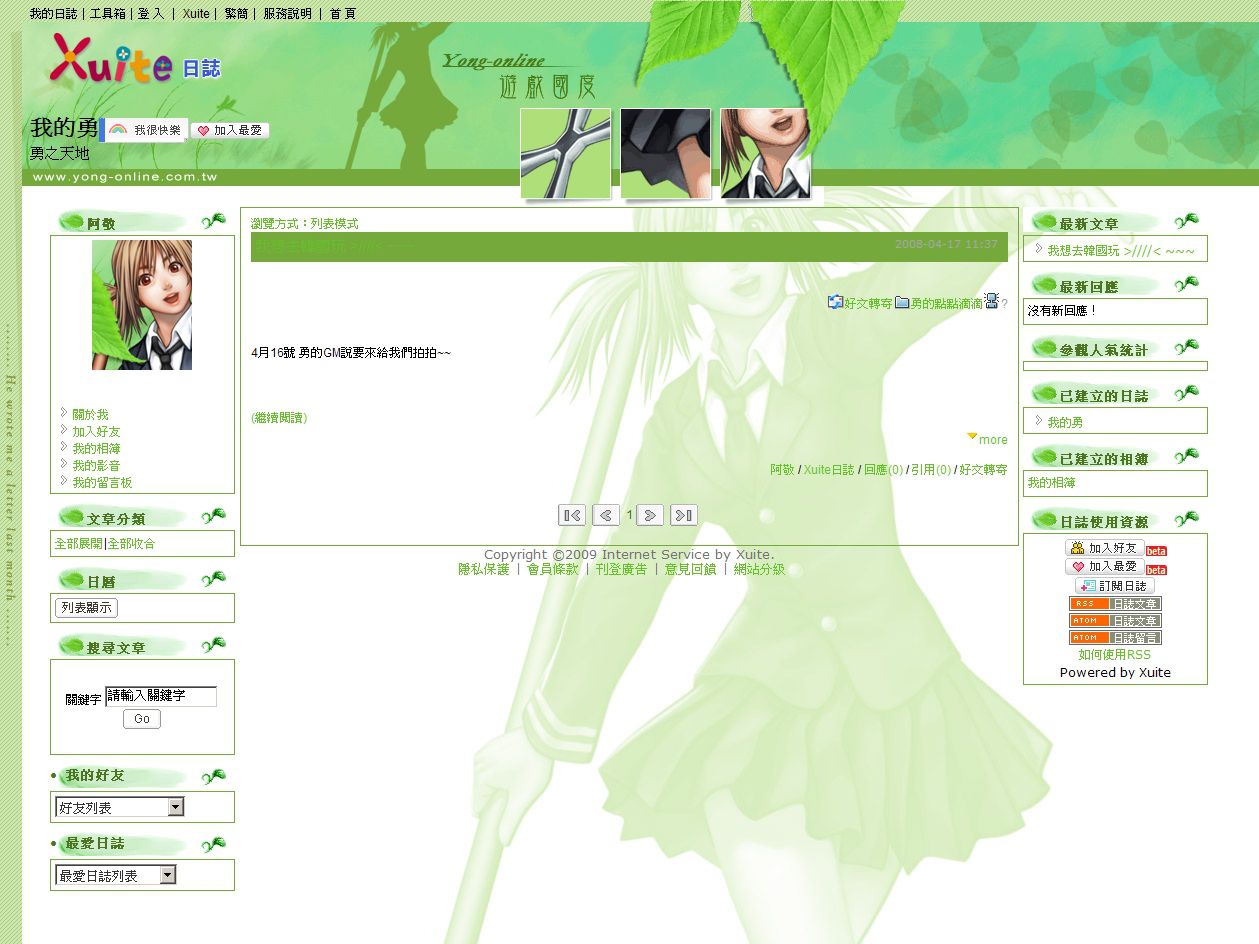 我的日誌 | 工具箱 | 登 入 | Xuite | 繁簡 | 服務說明 | 首 頁
Xuite 日誌
Yong-online
遊戲國度
我的勇 我很快樂 加入最愛
勇之天地
www.yong-online.com.tw
......... He wrote me a letter last month .......
阿敬
關於我
加入好友
我的相簿
我的影音
我的留言板
文章分類
全部展開|全部收合
日曆
列表顯示
搜尋文章
關鍵字 請輸入關鍵字
Go
我的好友
好友列表
最愛日誌
最愛日誌列表
瀏覽方式：列表模式
我想去韓國玩 >////< ~~~ 2008-04-17 11:37
好文轉寄 勇的點點滴滴 ?
4月16號 勇的GM說要來給我們拍拍~~
(繼續閱讀)
more
阿敬 / Xuite日誌 / 回應(0) / 引用(0) / 好文轉寄
1
Copyright ©2009 Internet Service by Xuite.
隱私保護 | 會員條款 | 刊登廣告 | 意見回饋 | 網站分級
最新文章
我想去韓國玩 >////< ~~~
最新回應
沒有新回應！
參觀人氣統計
已建立的日誌
我的勇
已建立的相簿
我的相簿
日誌使用資源
加入好友 beta
加入最愛 beta
訂閱日誌
RSS 日誌文章
ATOM 日誌文章
ATOM 日誌留言
如何使用RSS
Powered by Xuite